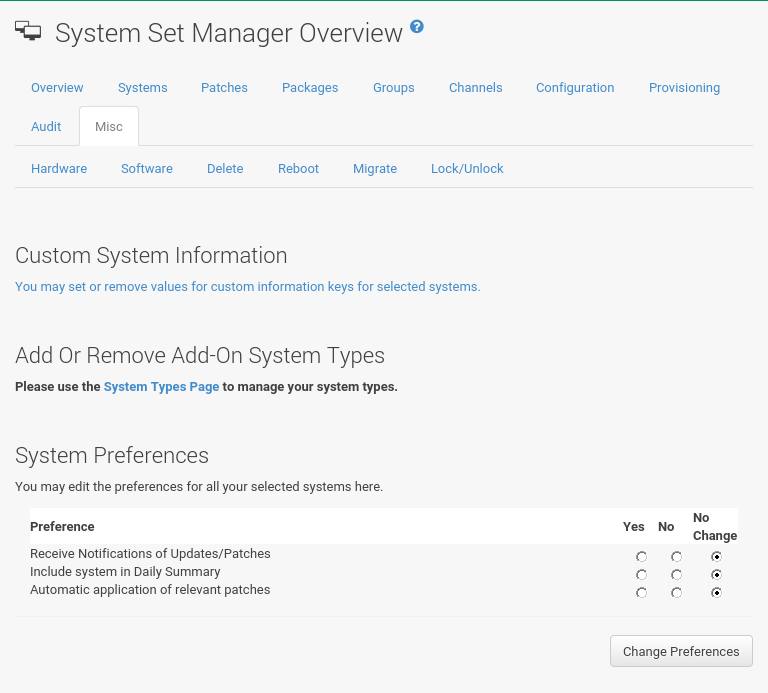 System Set Manager Overview ?
Overview Systems Patches Packages Groups Channels Configuration Provisioning
Audit Misc
Hardware Software Delete Reboot Migrate Lock/Unlock
Custom System Information
You may set or remove values for custom information keys for selected systems.
Add Or Remove Add-On System Types
Please use the System Types Page to manage your system types.
System Preferences
You may edit the preferences for all your selected systems here.
Preference Yes No No Change
Receive Notifications of Updates/Patches
Include system in Daily Summary
Automatic application of relevant patches
Change Preferences